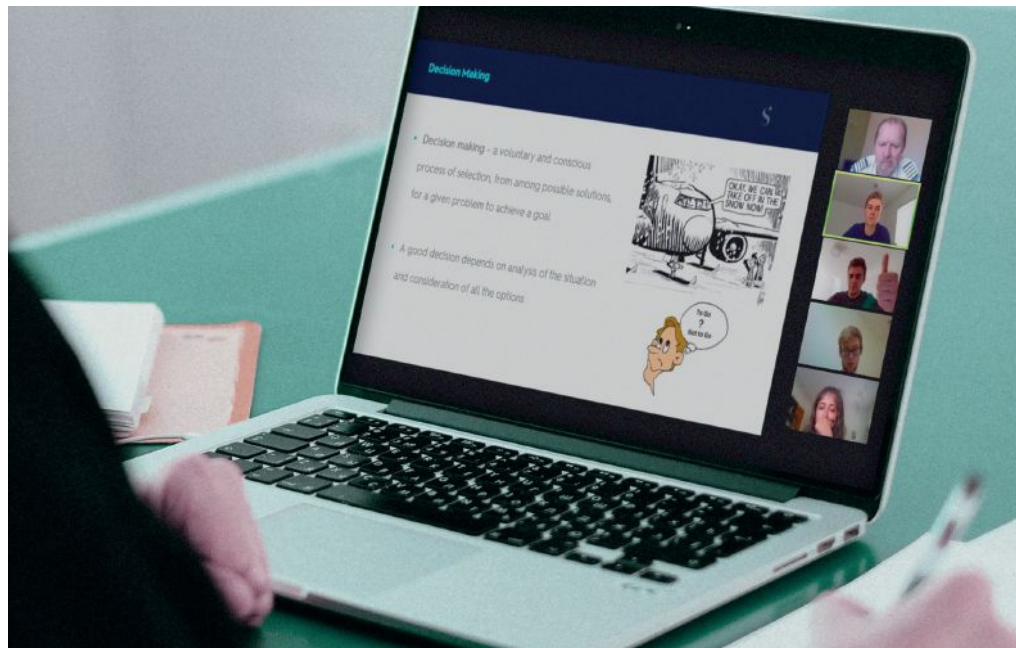 Decision Making
• Decision making - a voluntary and conscious
process of selection, from among possible solutions,
for a given problem to achieve a goal.
• A good decision depends on analysis of the situation
and consideration of all the options
OKAY, WE CAN
TAKE OFF IN THE
SNOW NOW!
To Go
?
Not to Go